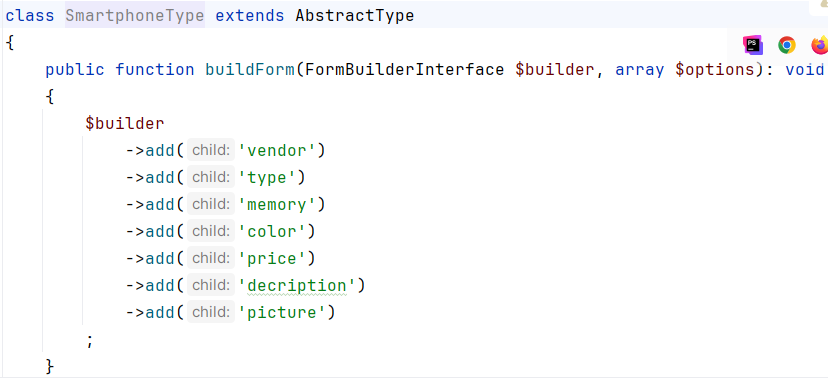 class SmartphoneType extends AbstractType
{
public function buildForm(FormBuilderInterface $builder, array $options): void
{
$builder
->add( child: 'vendor')
->add( child: 'type')
->add( child: 'memory')
->add( child: 'color')
->add( child: 'price')
->add( child: 'decription')
->add( child: 'picture')
;
}